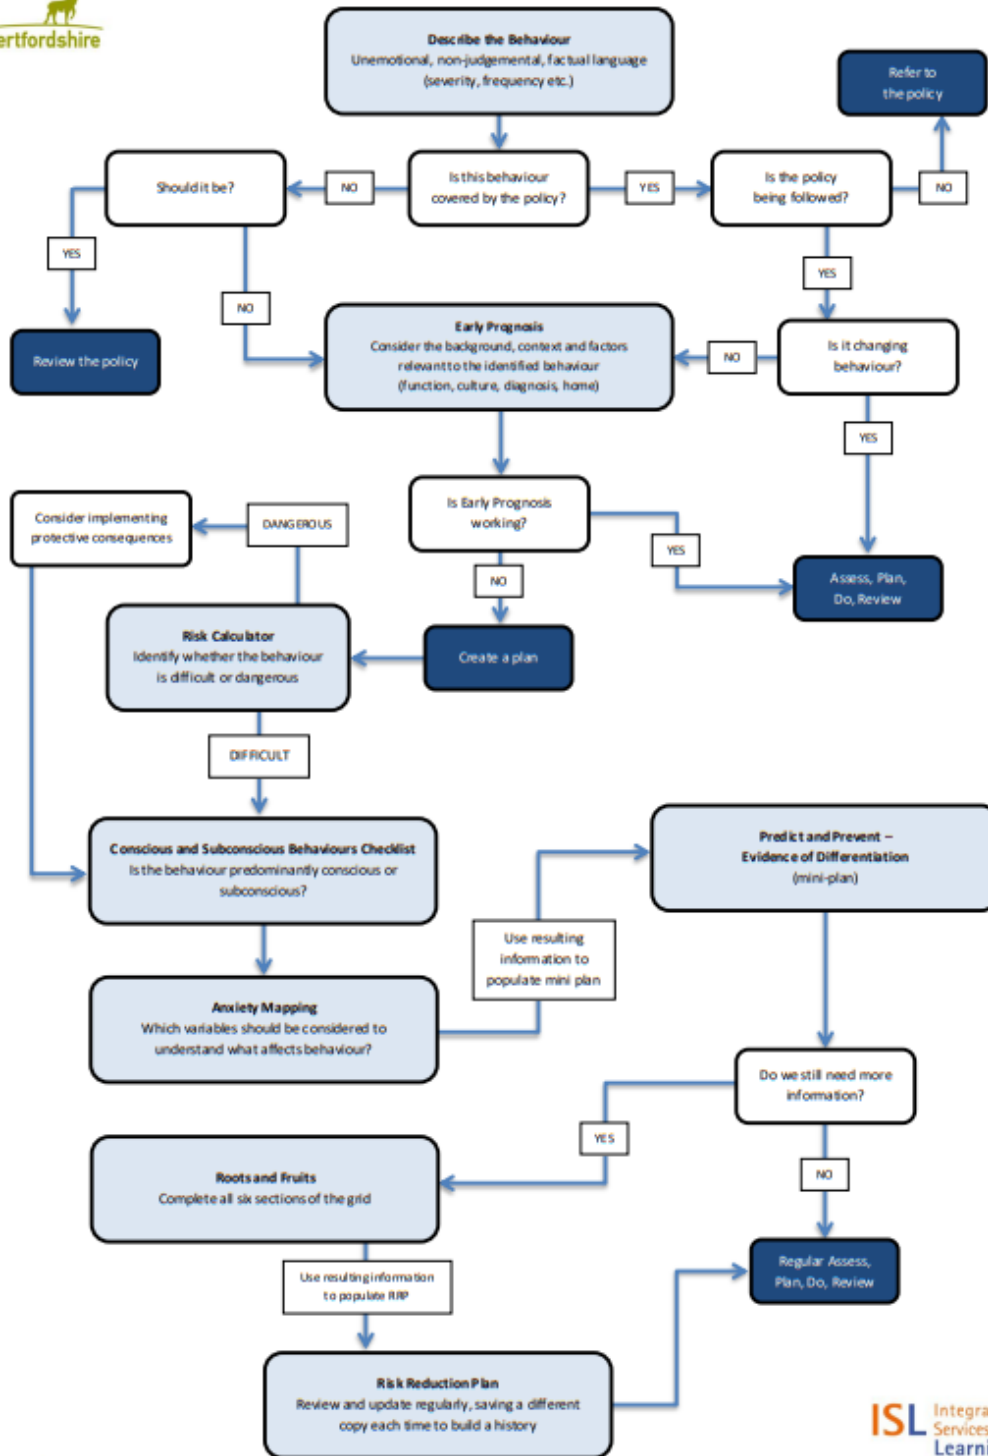 ertfordshire
Describe the Behaviour
Unemotional, non-judgemental, factual language
(severity, frequency etc.)
Refer to
the policy
Should it be?
NO
Is this behaviour
covered by the policy?
YES
Is the policy
being followed?
NO
YES
YES
NO
Review the policy
Early Prognosis
Consider the background, context and factors
relevant to the identified behaviour
(function, culture, diagnosis, home)
NO
Is it changing
behaviour?
YES
Consider implementing
protective consequences
DANGEROUS
Is Early Prognosis
working?
YES
NO
Assess, Plan,
Do, Review
Risk Calculator
Identify whether the behaviour
is difficult or dangerous
Create a plan
DIFFICULT
Conscious and Subconscious Behaviours Checklist
Is the behaviour predominantly conscious or
subconscious?
Predict and Prevent –
Evidence of Differentiation
(mini-plan)
Use resulting
information to
populate mini plan
Anxiety Mapping
Which variables should be considered to
understand what affects behaviour?
Do we still need more
information?
YES
NO
Roots and Fruits
Complete all six sections of the grid
Use resulting information
to populate RRP
Regular Assess,
Plan, Do, Review
Risk Reduction Plan
Review and update regularly, saving a different
copy each time to build a history
ISL
Integra
Services
Learni